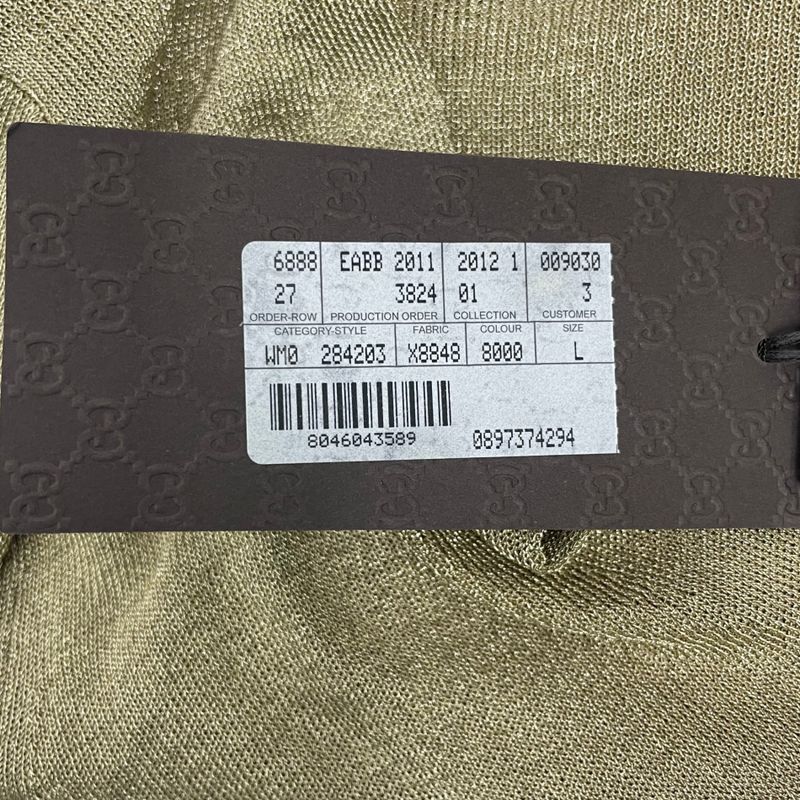 6888 EABB 2011 2012 1 009030
27 3824 01 3
ORDER-ROW PRODUCTION ORDER COLLECTION CUSTOMER
CATEGORY-STYLE FABRIC COLOUR SIZE
WM0 284203 X8848 8000 L
8046043589 0897374294